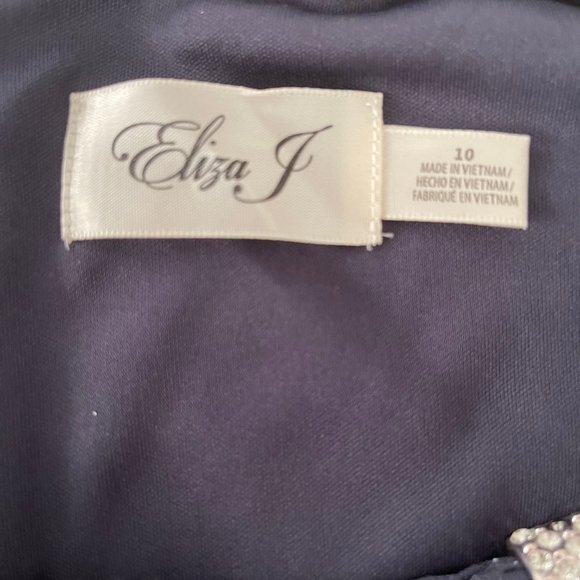 Eliza J
10
MADE IN VIETNAM/
HECHO EN VIETNAM/
FABRIQUÉ EN VIETNAM